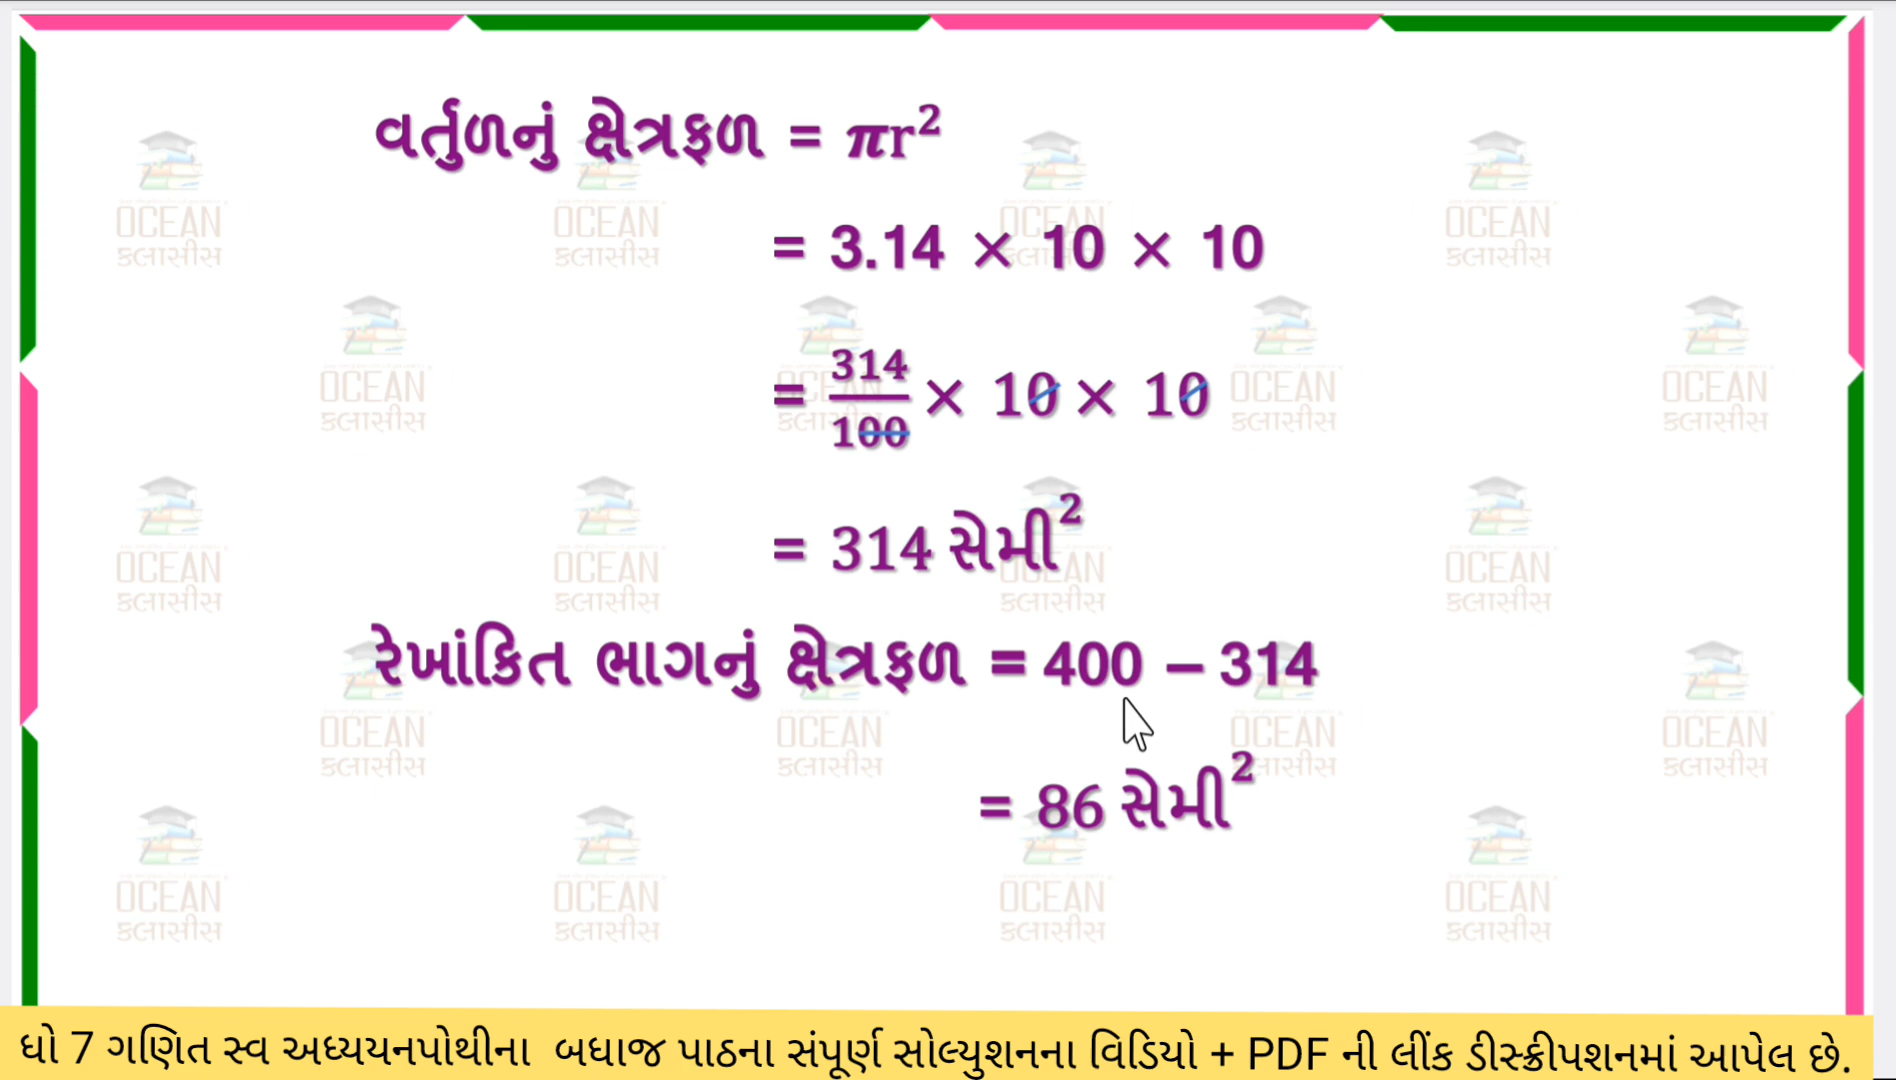 વર્તુળનું ક્ષેત્રફળ = πr²
= 3.14 × 10 × 10
= 314/100 × 10 × 10
= 314 સેમી²
રેખાંકિત ભાગનું ક્ષેત્રફળ = 400 – 314
= 86 સેમી²
OCEAN
ક્લાસીસ
ધો 7 ગણિત સ્વ અધ્યયનપોથીના બધાજ પાઠના સંપૂર્ણ સોલ્યુશનના વિડિયો + PDF ની લીંક ડીસ્ક્રીપશનમાં આપેલ છે.